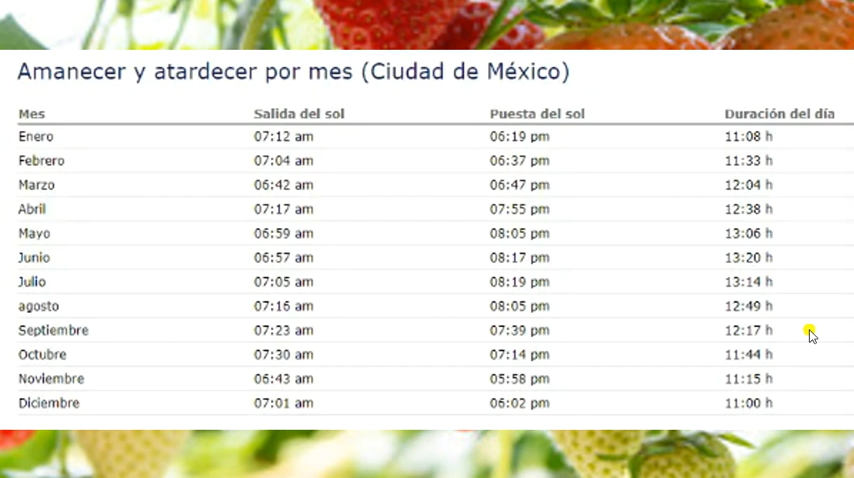 Amanecer y atardecer por mes (Ciudad de México)
Mes Salida del sol Puesta del sol Duración del día
Enero 07:12 am 06:19 pm 11:08 h
Febrero 07:04 am 06:37 pm 11:33 h
Marzo 06:42 am 06:47 pm 12:04 h
Abril 07:17 am 07:55 pm 12:38 h
Mayo 06:59 am 08:05 pm 13:06 h
Junio 06:57 am 08:17 pm 13:20 h
Julio 07:05 am 08:19 pm 13:14 h
agosto 07:16 am 08:05 pm 12:49 h
Septiembre 07:23 am 07:39 pm 12:17 h
Octubre 07:30 am 07:14 pm 11:44 h
Noviembre 06:43 am 05:58 pm 11:15 h
Diciembre 07:01 am 06:02 pm 11:00 h